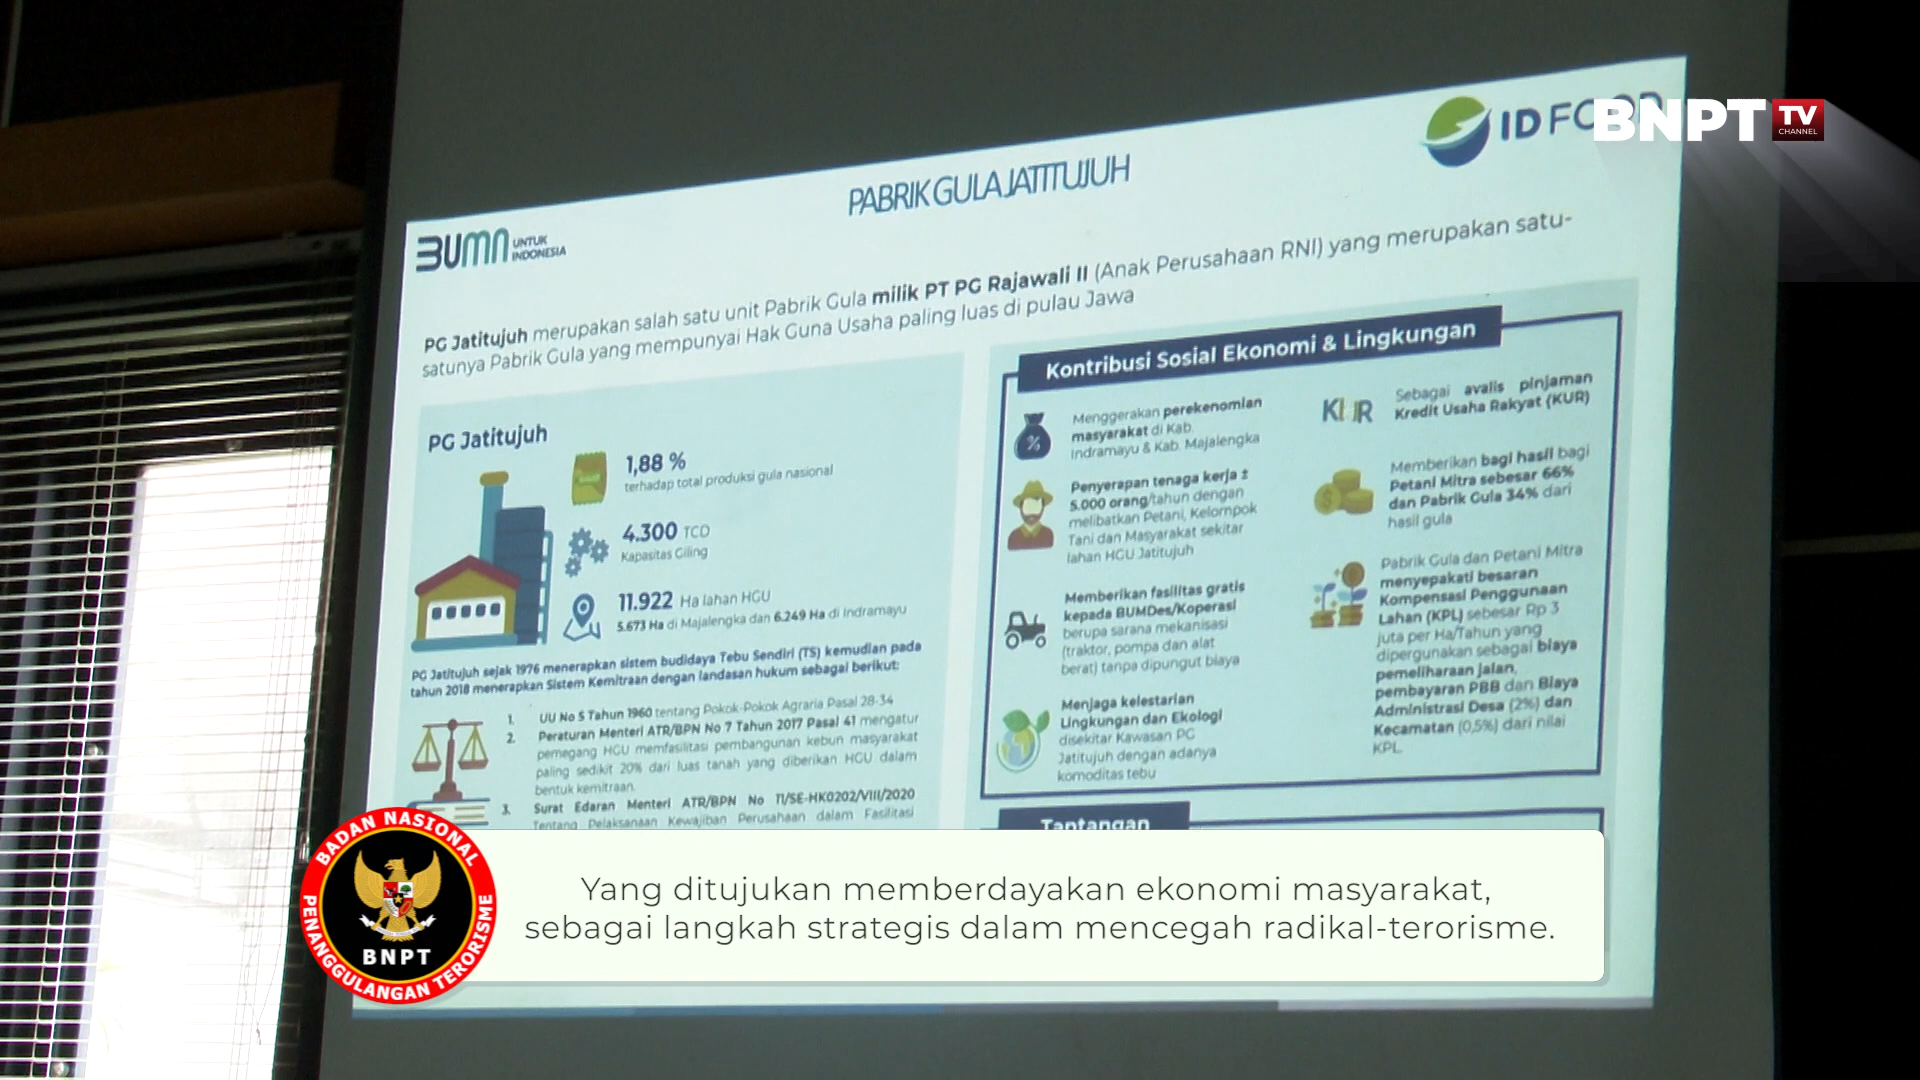 BNPT TV
CHANNEL
ID FOOD
PABRIK GULA JATITUJUH
BUMN UNTUK
INDONESIA
PG Jatitujuh merupakan salah satu unit Pabrik Gula milik PT PG Rajawali II (Anak Perusahaan RNI) yang merupakan satu-
satunya Pabrik Gula yang mempunyai Hak Guna Usaha paling luas di pulau Jawa
PG Jatitujuh
1,88 %
terhadap total produksi gula nasional
4.300 TCD
Kapasitas Giling
11.922 Ha lahan HGU
5.673 Ha di Majalengka dan 6.249 Ha di Indramayu
PG Jatitujuh sejak 1976 menerapkan sistem budidaya Tebu Sendiri (TS) kemudian pada
tahun 2018 menerapkan Sistem Kemitraan dengan landasan hukum sebagai berikut:
1. UU No 5 Tahun 1960 tentang Pokok-Pokok Agraria Pasal 28-34
2. Peraturan Menteri ATR/BPN No 7 Tahun 2017 Pasal 41 mengatur
pemegang HGU memfasilitasi pembangunan kebun masyarakat
paling sedikit 20% dari luas tanah yang diberikan HGU dalam
bentuk kemitraan.
3. Surat Edaran Menteri ATR/BPN No 11/SE-HK0202/VIII/2020
Tentang Pelaksanaan Kewajiban Perusahaan dalam Fasilitasi
Kontribusi Sosial Ekonomi & Lingkungan
Menggerakan perekenomian
masyarakat di Kab.
Indramayu & Kab. Majalengka
Penyerapan tenaga kerja ±
5.000 orang/tahun dengan
melibatkan Petani, Kelompok
Tani dan Masyarakat sekitar
lahan HGU Jatitujuh
Memberikan fasilitas gratis
kepada BUMDes/Koperasi
berupa sarana mekanisasi
(traktor, pompa dan alat
berat) tanpa dipungut biaya
Menjaga kelestarian
Lingkungan dan Ekologi
disekitar Kawasan PG
Jatitujuh dengan adanya
komoditas tebu
KUR
Sebagai avalis pinjaman
Kredit Usaha Rakyat (KUR)
Memberikan bagi hasil bagi
Petani Mitra sebesar 66%
dan Pabrik Gula 34% dari
hasil gula
Pabrik Gula dan Petani Mitra
menyepakati besaran
Kompensasi Penggunaan
Lahan (KPL) sebesar Rp 3
juta per Ha/Tahun yang
dipergunakan sebagai biaya
pemeliharaan jalan,
pembayaran PBB dan Biaya
Administrasi Desa (2%) dan
Kecamatan (0,5%) dari nilai
KPL.
Tantangan
BADAN NASIONAL
PENANGGULANGAN TERORISME
BNPT
Yang ditujukan memberdayakan ekonomi masyarakat,
sebagai langkah strategis dalam mencegah radikal-terorisme.